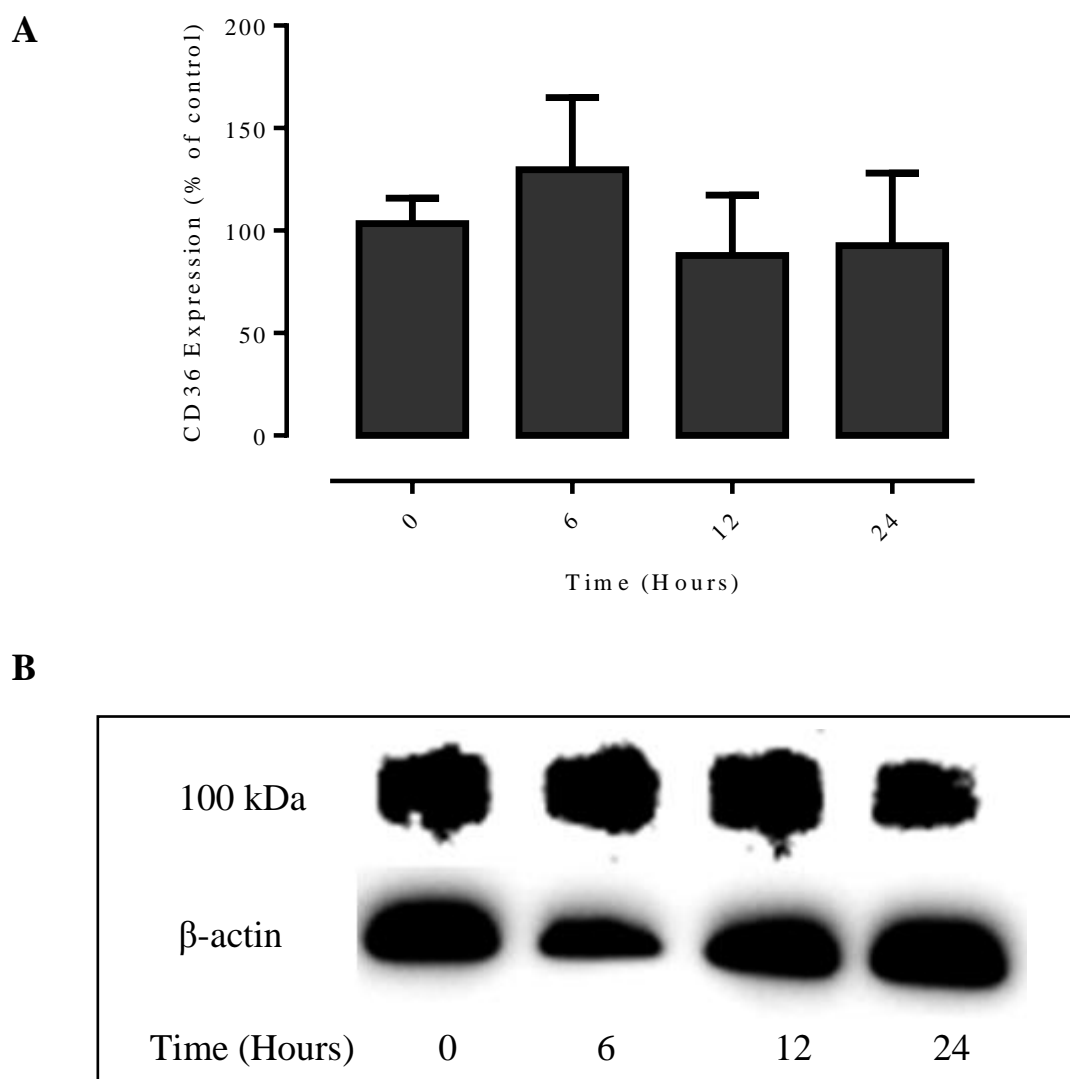 A
CD36 Expression (% of control)
200
150
100
50
0
0 6 12 24
Time (Hours)
B
100 kDa
β-actin
Time (Hours) 0 6 12 24